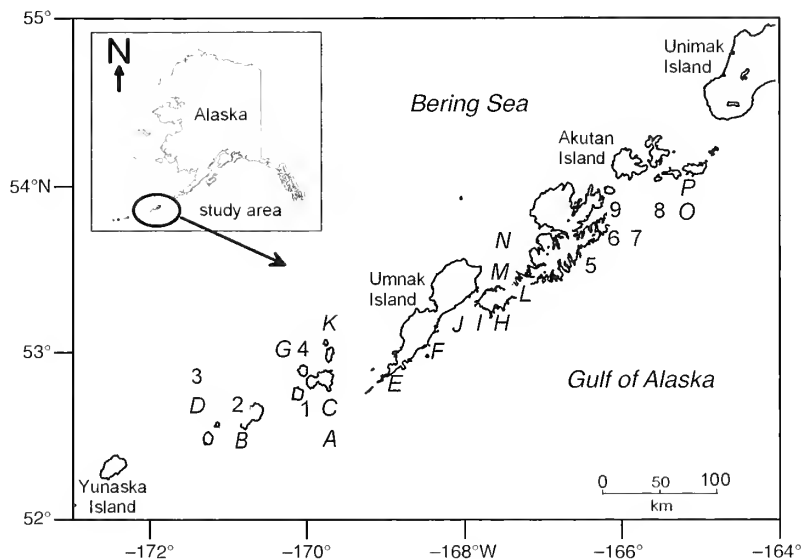 55°
Unimak
Island
N
Bering Sea
Alaska
Akutan
Island
54°N
P
study area
9 8 O
N 6 7
5
M
Umnak
Island
L
K
J I H
53°
G 4
F
3
E
Gulf of Alaska
D 2 1 C
B A
0 50 100
km
Yunaska
Island
52°
−172° −170° −168°W −166° −164°